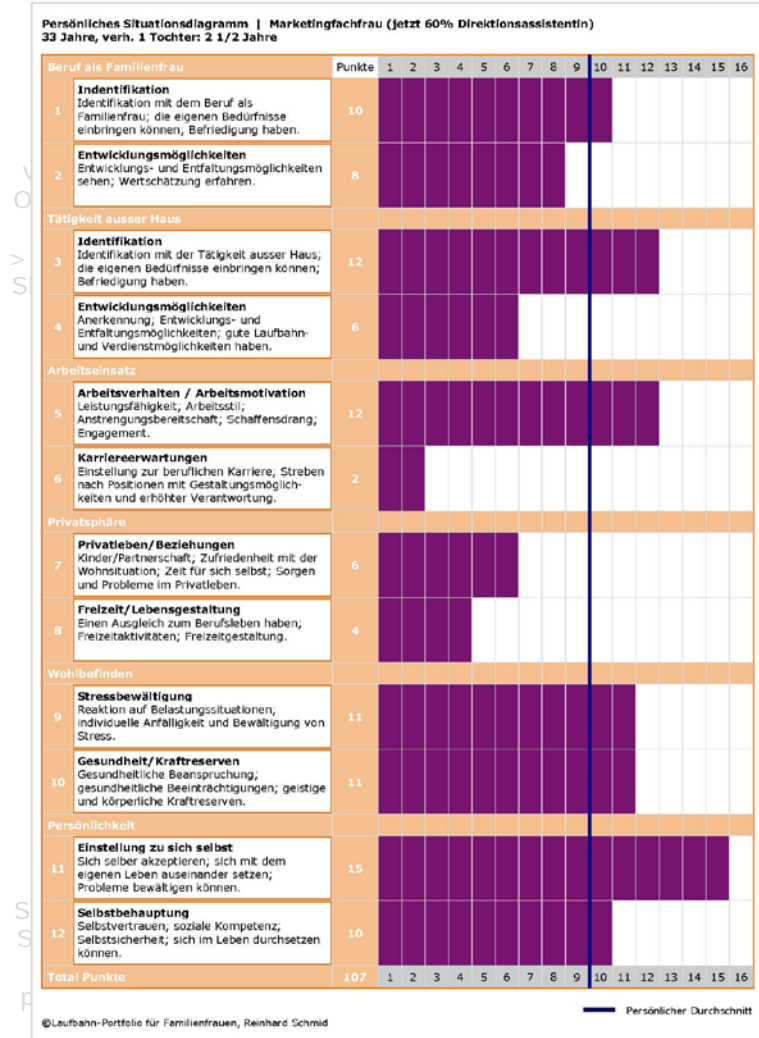 Persönliches Situationsdiagramm | Marketingfachfrau (jetzt 60% Direktionsassistentin)
33 Jahre, verh. 1 Tochter: 2 1/2 Jahre
Beruf als Familienfrau Punkte 1 2 3 4 5 6 7 8 9 10 11 12 13 14 15 16
Indentifikation
Identifikation mit dem Beruf als
1 Familienfrau; die eigenen Bedürfnisse 10
einbringen können; Befriedigung haben.
Entwicklungsmöglichkeiten
Entwicklungs- und Entfaltungsmöglichkeiten
2 sehen; Wertschätzung erfahren. 8
Tätigkeit ausser Haus
Identifikation
Identifikation mit der Tätigkeit ausser Haus;
3 die eigenen Bedürfnisse einbringen können; 12
Befriedigung haben.
Entwicklungsmöglichkeiten
Anerkennung; Entwicklungs- und
4 Entfaltungsmöglichkeiten; gute Laufbahn- 6
und Verdienstmöglichkeiten haben.
Arbeitseinsatz
Arbeitsverhalten / Arbeitsmotivation
Leistungsfähigkeit; Arbeitsstil;
5 Anstrengungsbereitschaft; Schaffensdrang; 12
Engagement.
Karriereerwartungen
Einstellung zur beruflichen Karriere; Streben
6 nach Positionen mit Gestaltungsmöglich- 2
keiten und erhöhter Verantwortung.
Privatsphäre
Privatleben/Beziehungen
Kinder/Partnerschaft; Zufriedenheit mit der
7 Wohnsituation; Zeit für sich selbst; Sorgen 6
und Probleme im Privatleben.
Freizeit/Lebensgestaltung
Einen Ausgleich zum Berufsleben haben;
8 Freizeitaktivitäten; Freizeitgestaltung. 4
Wohlbefinden
Stressbewältigung
Reaktion auf Belastungssituationen;
9 individuelle Anfälligkeit und Bewältigung von 11
Stress.
Gesundheit/Kraftreserven
Gesundheitliche Beanspruchung;
10 gesundheitliche Beeinträchtigungen; geistige 11
und körperliche Kraftreserven.
Persönlichkeit
Einstellung zu sich selbst
Sich selber akzeptieren; sich mit dem
11 eigenen Leben auseinander setzen; 15
Probleme bewältigen können.
Selbstbehauptung
Selbstvertrauen; soziale Kompetenz;
12 Selbstsicherheit; sich im Leben durchsetzen 10
können.
Total Punkte 107 1 2 3 4 5 6 7 8 9 10 11 12 13 14 15 16
Persönlicher Durchschnitt
©Laufbahn-Portfolio für Familienfrauen, Reinhard Schmid